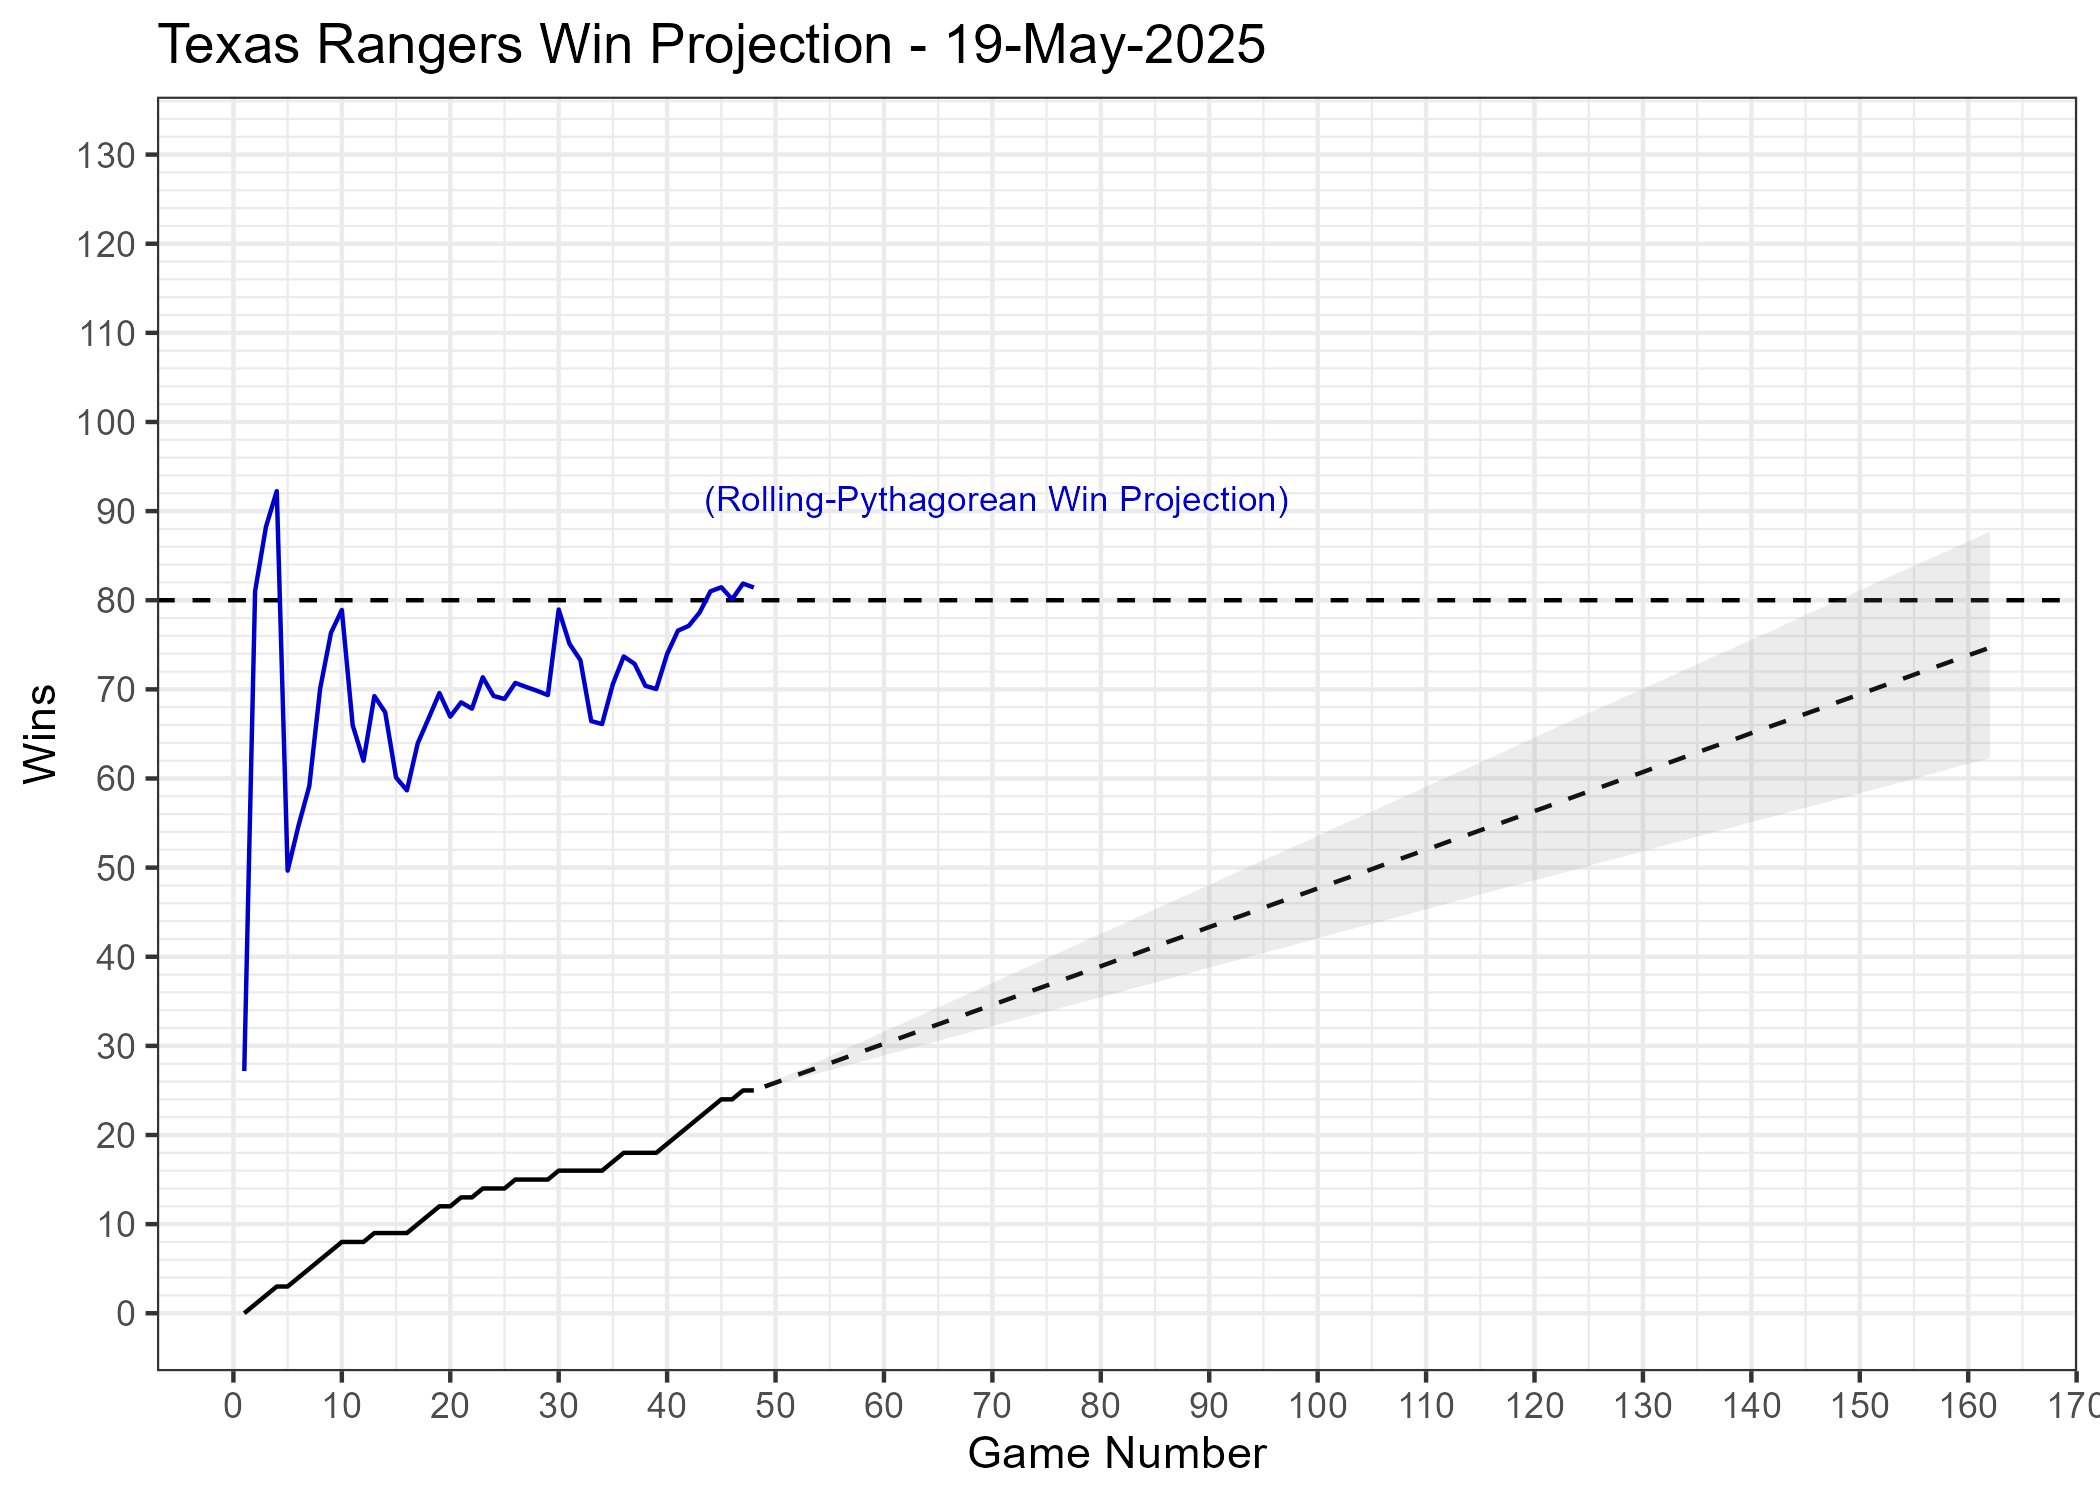 Texas Rangers Win Projection - 19-May-2025
130
120
110
100
90
80
70
60
50
40
30
20
10
0
Wins
(Rolling-Pythagorean Win Projection)
0 10 20 30 40 50 60 70 80 90 100 110 120 130 140 150 160 170
Game Number